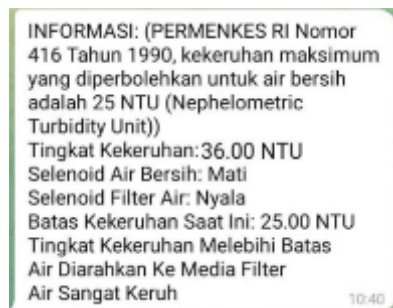 INFORMASI: (PERMENKES RI Nomor
416 Tahun 1990, kekeruhan maksimum
yang diperbolehkan untuk air bersih
adalah 25 NTU (Nephelometric
Turbidity Unit))
Tingkat Kekeruhan:36.00 NTU
Selenoid Air Bersih: Mati
Selenoid Filter Air: Nyala
Batas Kekeruhan Saat Ini: 25.00 NTU
Tingkat Kekeruhan Melebihi Batas
Air Diarahkan Ke Media Filter
Air Sangat Keruh
10:40